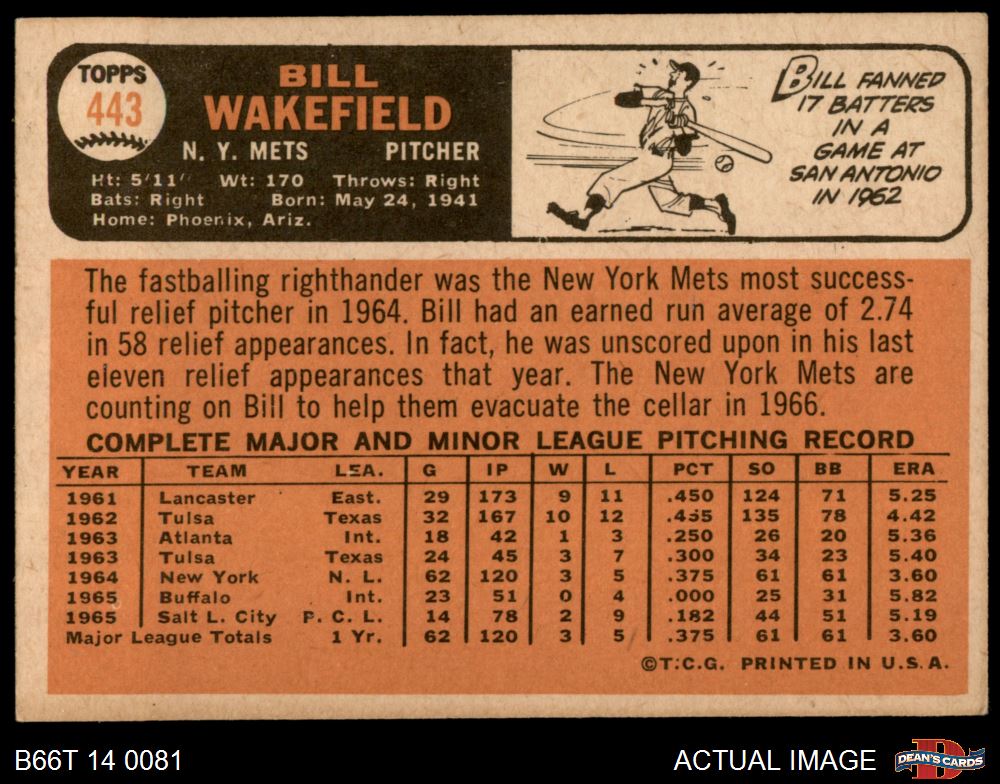 TOPPS
443
BILL
WAKEFIELD
N. Y. METS PITCHER
Ht: 5'11" Wt: 170 Throws: Right
Bats: Right Born: May 24, 1941
Home: Phoenix, Ariz.
BILL FANNED
17 BATTERS
IN A
GAME AT
SAN ANTONIO
IN 1962
The fastballing righthander was the New York Mets most success-
ful relief pitcher in 1964. Bill had an earned run average of 2.74
in 58 relief appearances. In fact, he was unscored upon in his last
eleven relief appearances that year. The New York Mets are
counting on Bill to help them evacuate the cellar in 1966.
COMPLETE MAJOR AND MINOR LEAGUE PITCHING RECORD
YEAR TEAM LEA. G IP W L PCT SO BB ERA
1961 Lancaster East. 29 173 9 11 .450 124 71 5.25
1962 Tulsa Texas 32 167 10 12 .455 135 78 4.42
1963 Atlanta Int. 18 42 1 3 .250 26 20 5.36
1963 Tulsa Texas 24 45 3 7 .300 34 23 5.40
1964 New York N. L. 62 120 3 5 .375 61 61 3.60
1965 Buffalo Int. 23 51 0 4 .000 25 31 5.82
1965 Salt L. City P. C. L. 14 78 2 9 .182 44 51 5.19
Major League Totals 1 Yr. 62 120 3 5 .375 61 61 3.60
©T.C.G. PRINTED IN U.S.A.
B66T 14 0081 ACTUAL IMAGE DEAN'S CARDS